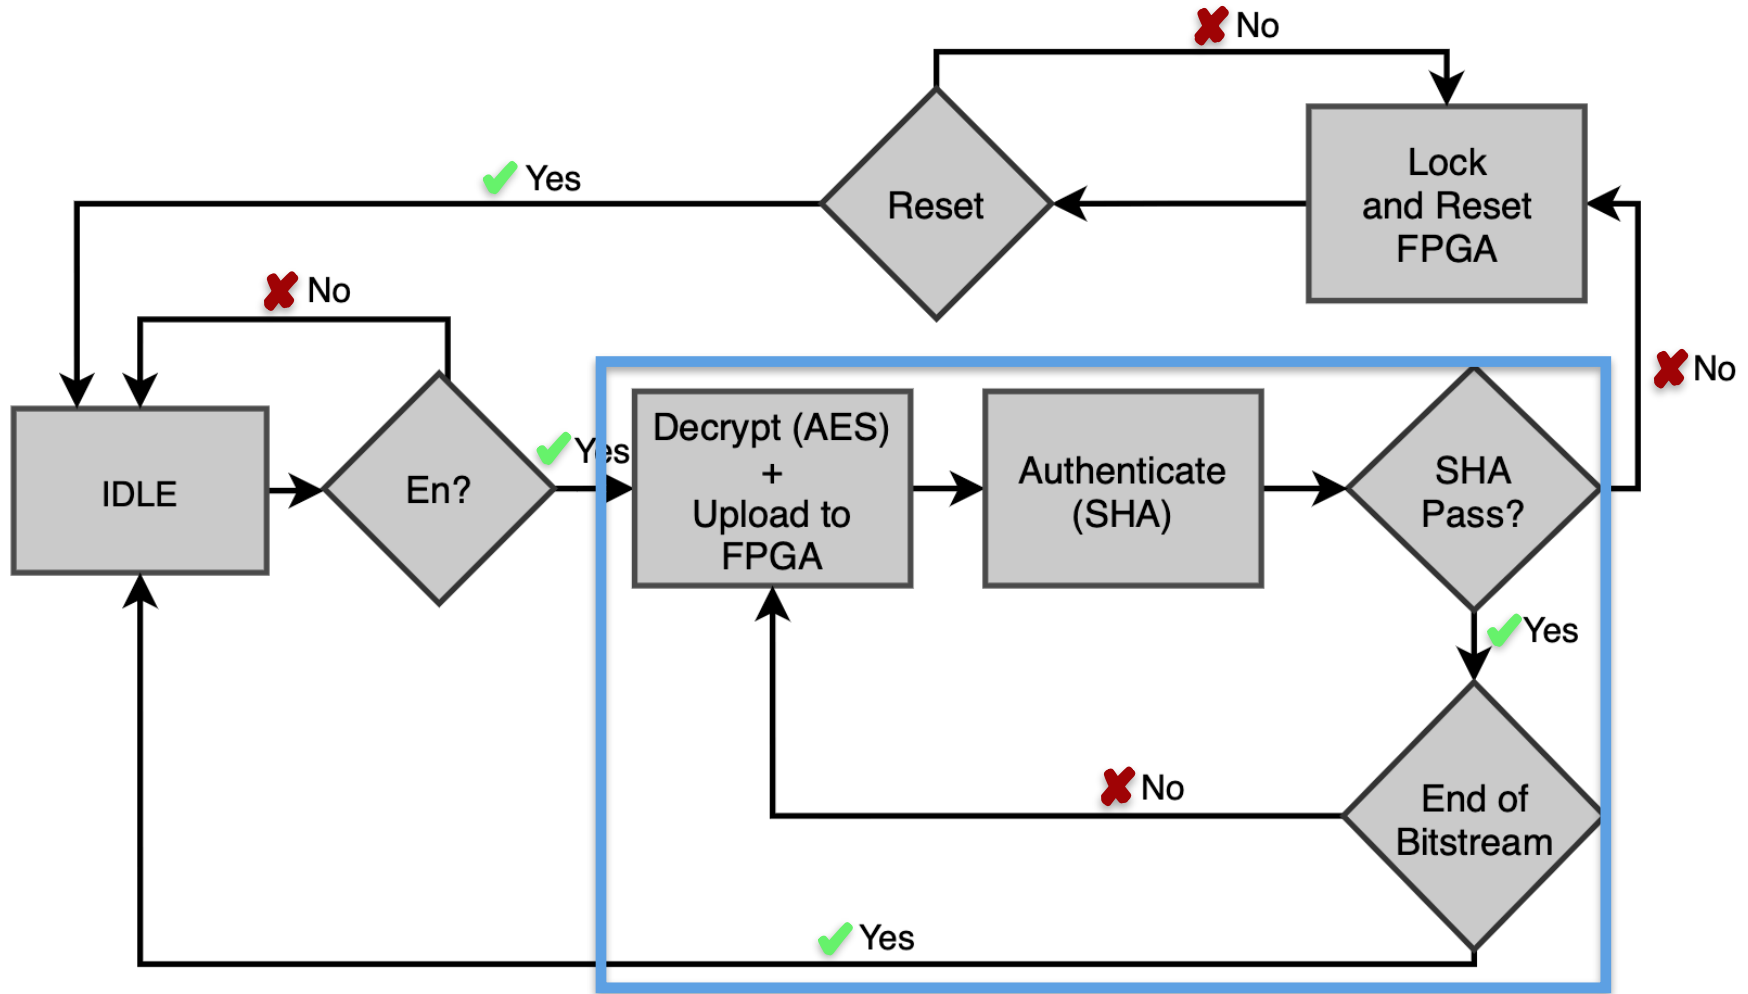 No
Lock
and Reset
FPGA
Reset
Yes
No
No
IDLE
En?
Yes
Decrypt (AES)
+
Upload to
FPGA
Authenticate
(SHA)
SHA
Pass?
Yes
No
End of
Bitstream
Yes